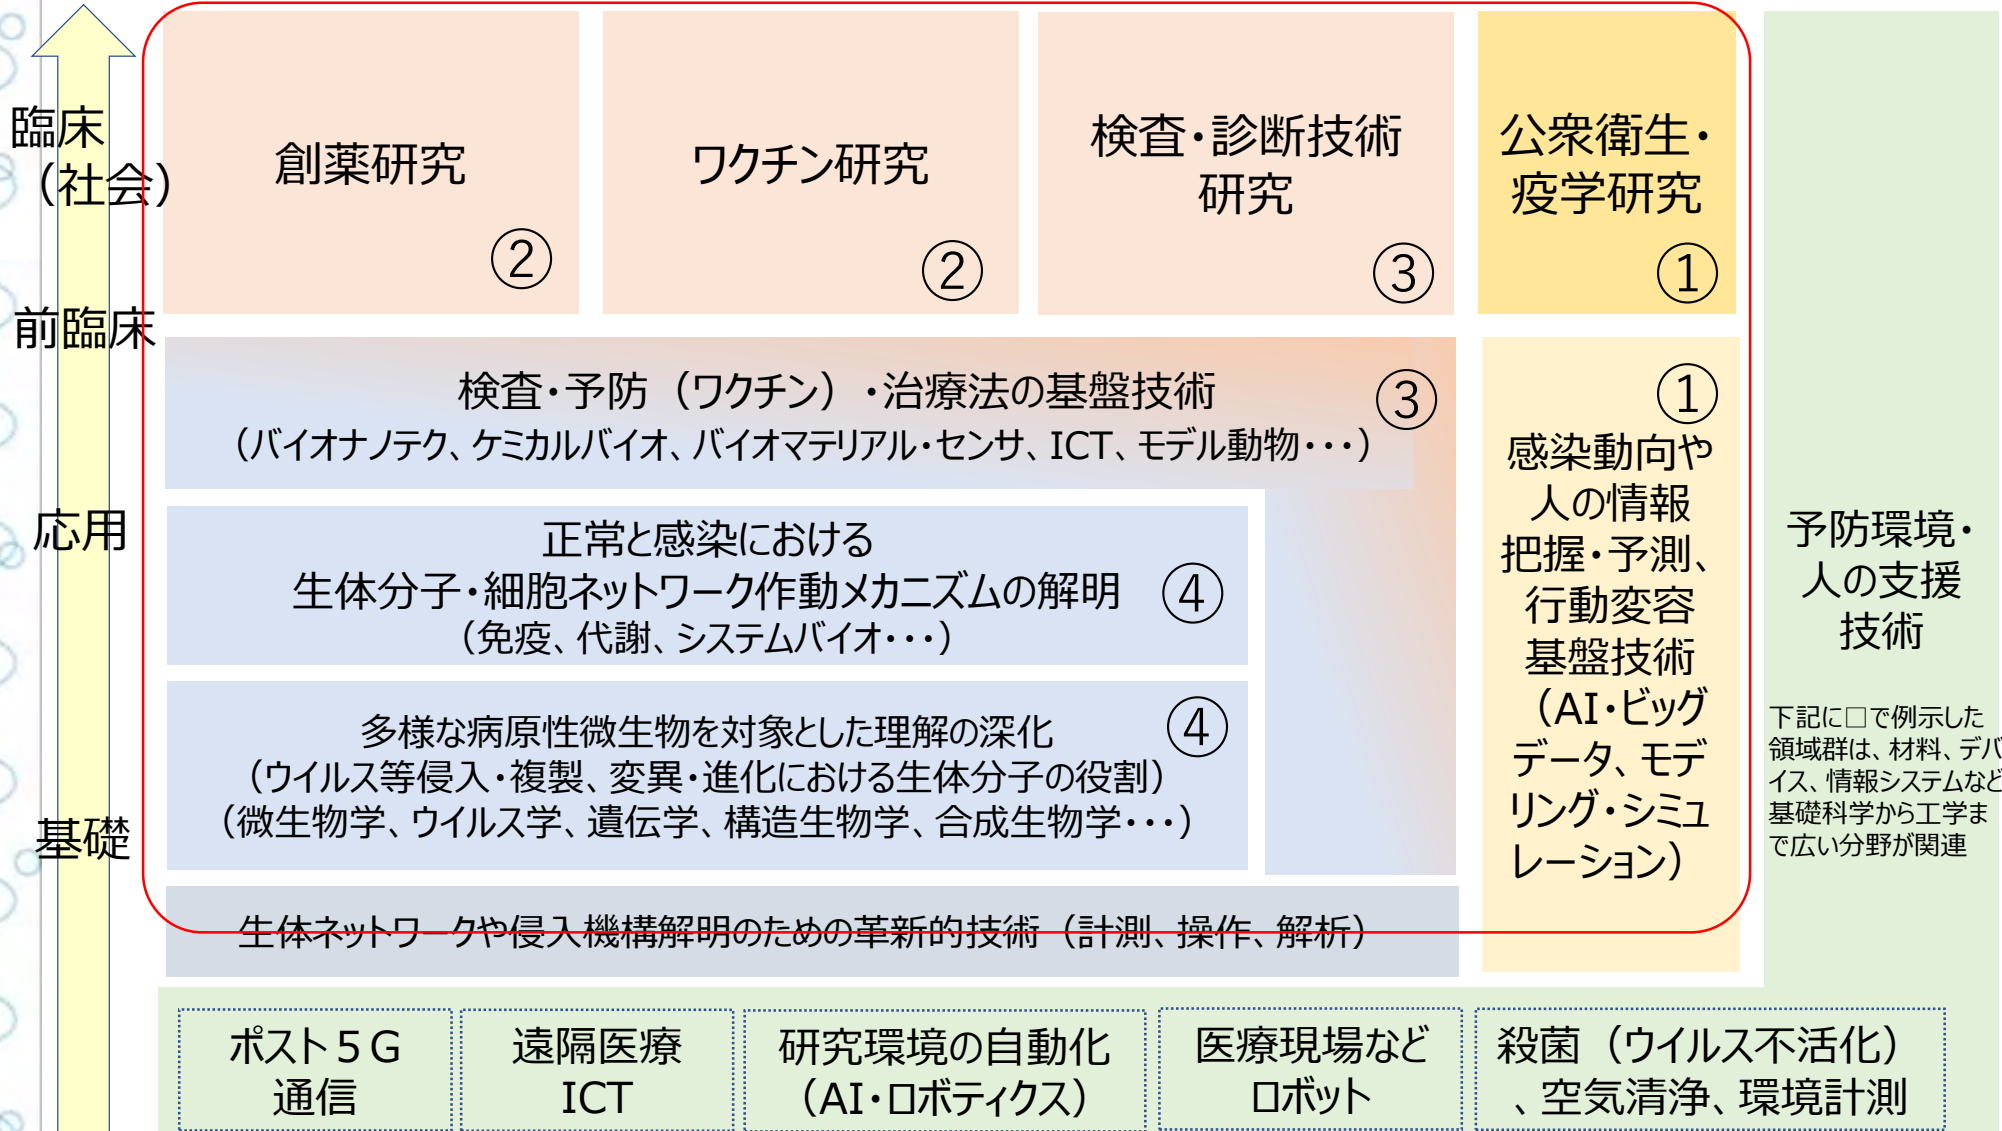 臨床
（社会）
前臨床
応用
基礎
創薬研究
②
ワクチン研究
②
検査・診断技術
研究
③
公衆衛生・
疫学研究
①
検査・予防（ワクチン）・治療法の基盤技術
③
（バイオナノテク、ケミカルバイオ、バイオマテリアル・センサ、ICT、モデル動物・・・）
正常と感染における
生体分子・細胞ネットワーク作動メカニズムの解明
④
（免疫、代謝、システムバイオ・・・）
多様な病原性微生物を対象とした理解の深化
④
（ウイルス等侵入・複製、変異・進化における生体分子の役割）
（微生物学、ウイルス学、遺伝学、構造生物学、合成生物学・・・）
生体ネットワークや侵入機構解明のための革新的技術（計測、操作、解析）
①
感染動向や
人の情報
把握・予測、
行動変容
基盤技術
（AI・ビッグ
データ、モデ
リング・シミュ
レーション）
予防環境・
人の支援
技術
下記に□で例示した
領域群は、材料、デバ
イス、情報システムなど
基礎科学から工学ま
で広い分野が関連
ポスト５Ｇ
通信
遠隔医療
ICT
研究環境の自動化
（AI・ロボティクス）
医療現場など
ロボット
殺菌（ウイルス不活化）
、空気清浄、環境計測